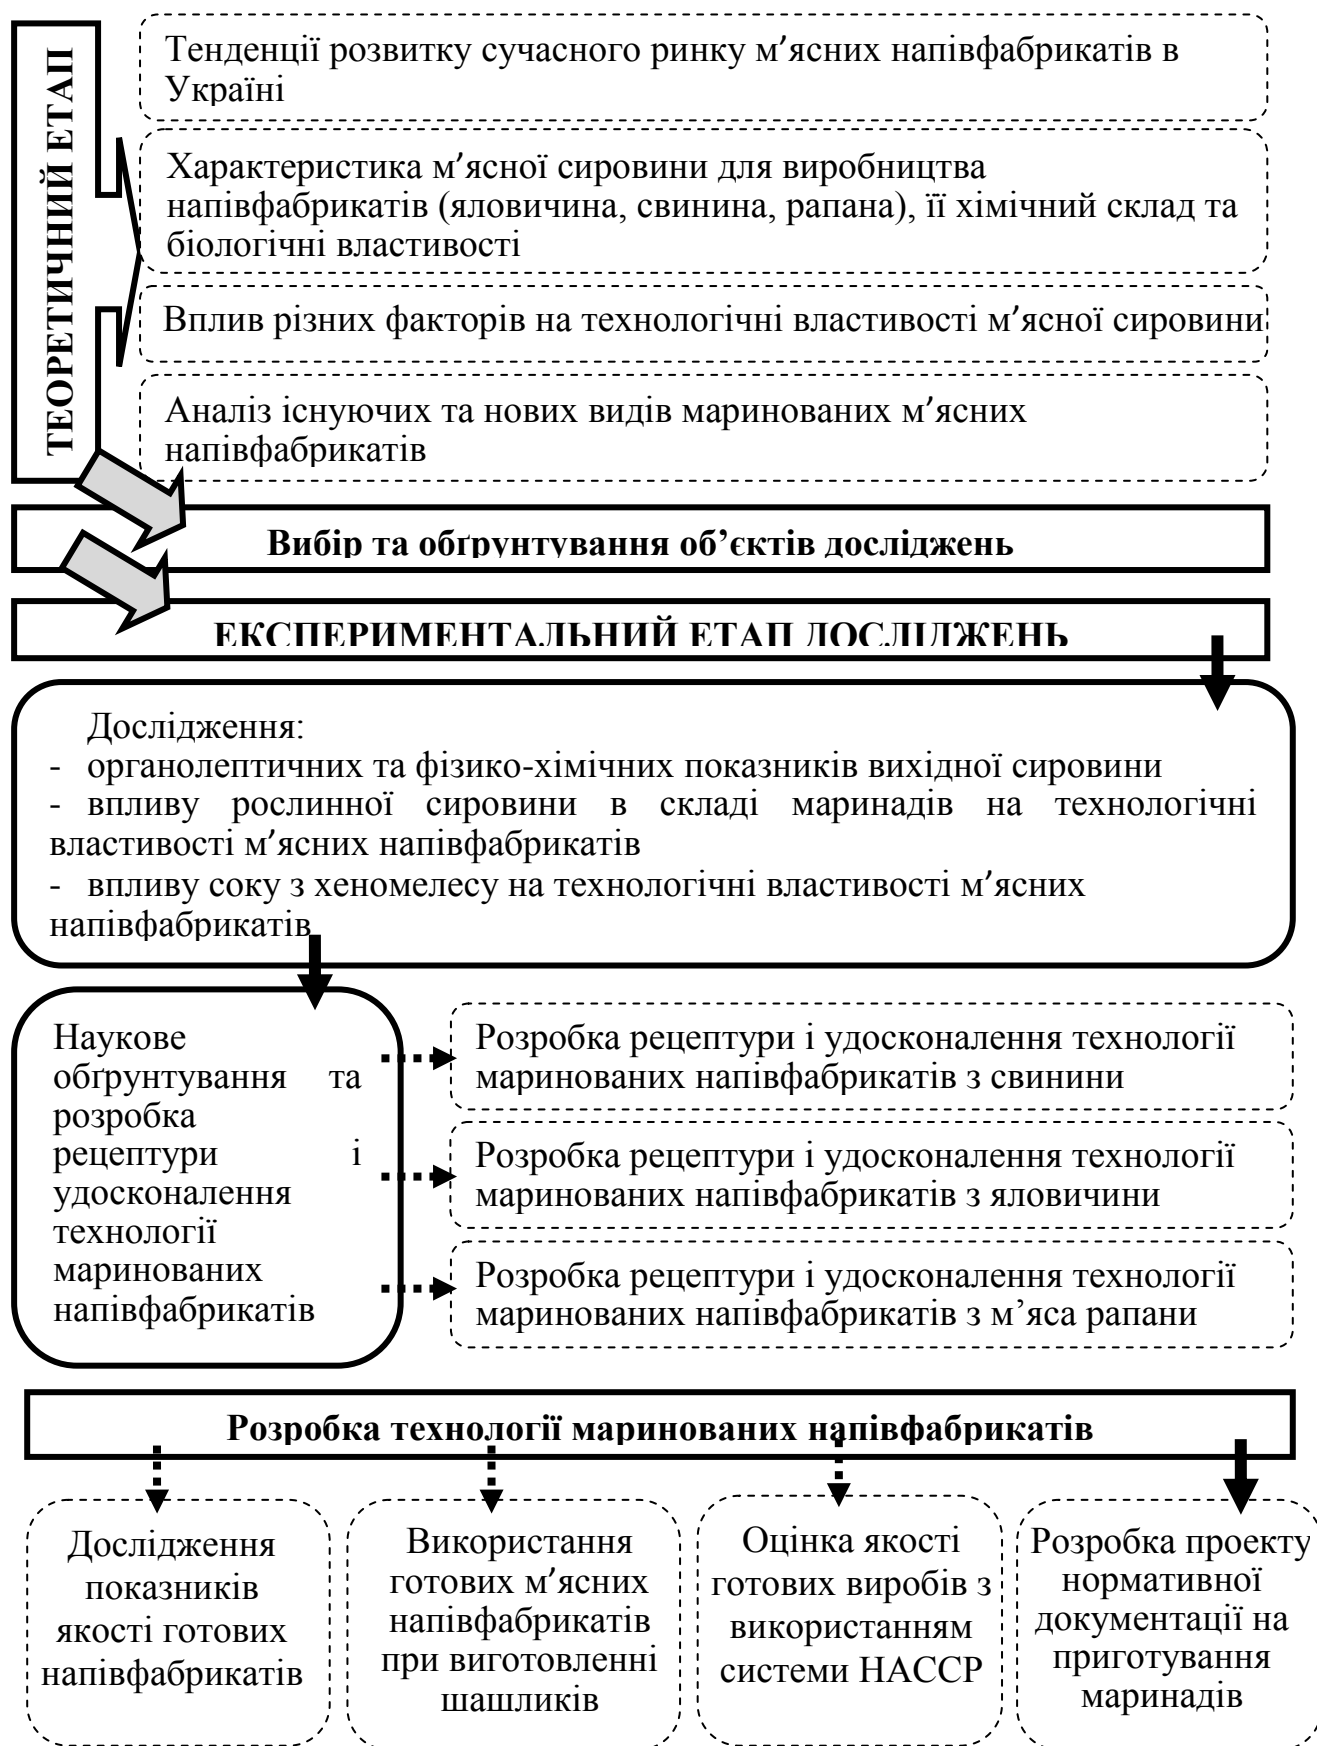 ТЕОРЕТИЧНИЙ ЕТАП
Тенденції розвитку сучасного ринку м′ясних напівфабрикатів в
Україні
Характеристика м′ясної сировини для виробництва
напівфабрикатів (яловичина, свинина, рапана), її хімічний склад та
біологічні властивості
Вплив різних факторів на технологічні властивості м′ясної сировини
Аналіз існуючих та нових видів маринованих м′ясних
напівфабрикатів
Вибір та обґрунтування об’єктів досліджень
ЕКСПЕРИМЕНТАЛЬНИЙ ЕТАП ДОСЛІДЖЕНЬ
Дослідження:
- органолептичних та фізико-хімічних показників вихідної сировини
- впливу рослинної сировини в складі маринадів на технологічні
властивості м′ясних напівфабрикатів
- впливу соку з хеномелесу на технологічні властивості м′ясних
напівфабрикатів
Наукове
обґрунтування та
розробка
рецептури і
удосконалення
технології
маринованих
напівфабрикатів
Розробка рецептури і удосконалення технології
маринованих напівфабрикатів з свинини
Розробка рецептури і удосконалення технології
маринованих напівфабрикатів з яловичини
Розробка рецептури і удосконалення технології
маринованих напівфабрикатів з м’яса рапани
Розробка технології маринованих напівфабрикатів
Дослідження
показників
якості готових
напівфабрикатів
Використання
готових м′ясних
напівфабрикатів
при виготовленні
шашликів
Оцінка якості
готових виробів з
використанням
системи НАССР
Розробка проекту
нормативної
документації на
приготування
маринадів